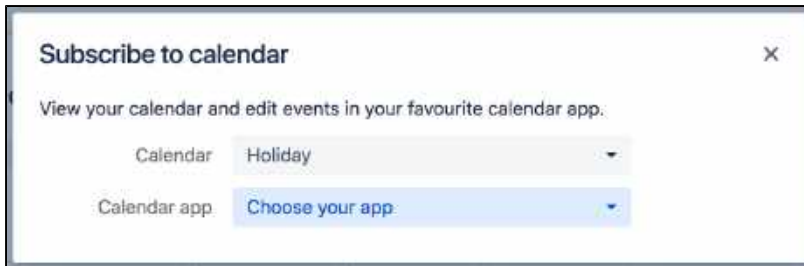 Subscribe to calendar
View your calendar and edit events in your favourite calendar app.
Calendar Holiday
Calendar app Choose your app